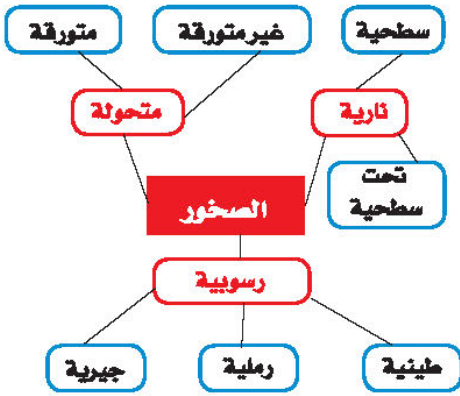 سطحية
غير متورقة
متورقة
نارية
متحولة
تحت
سطحية
الصخور
رسوبية
طينية
رملية
جيرية